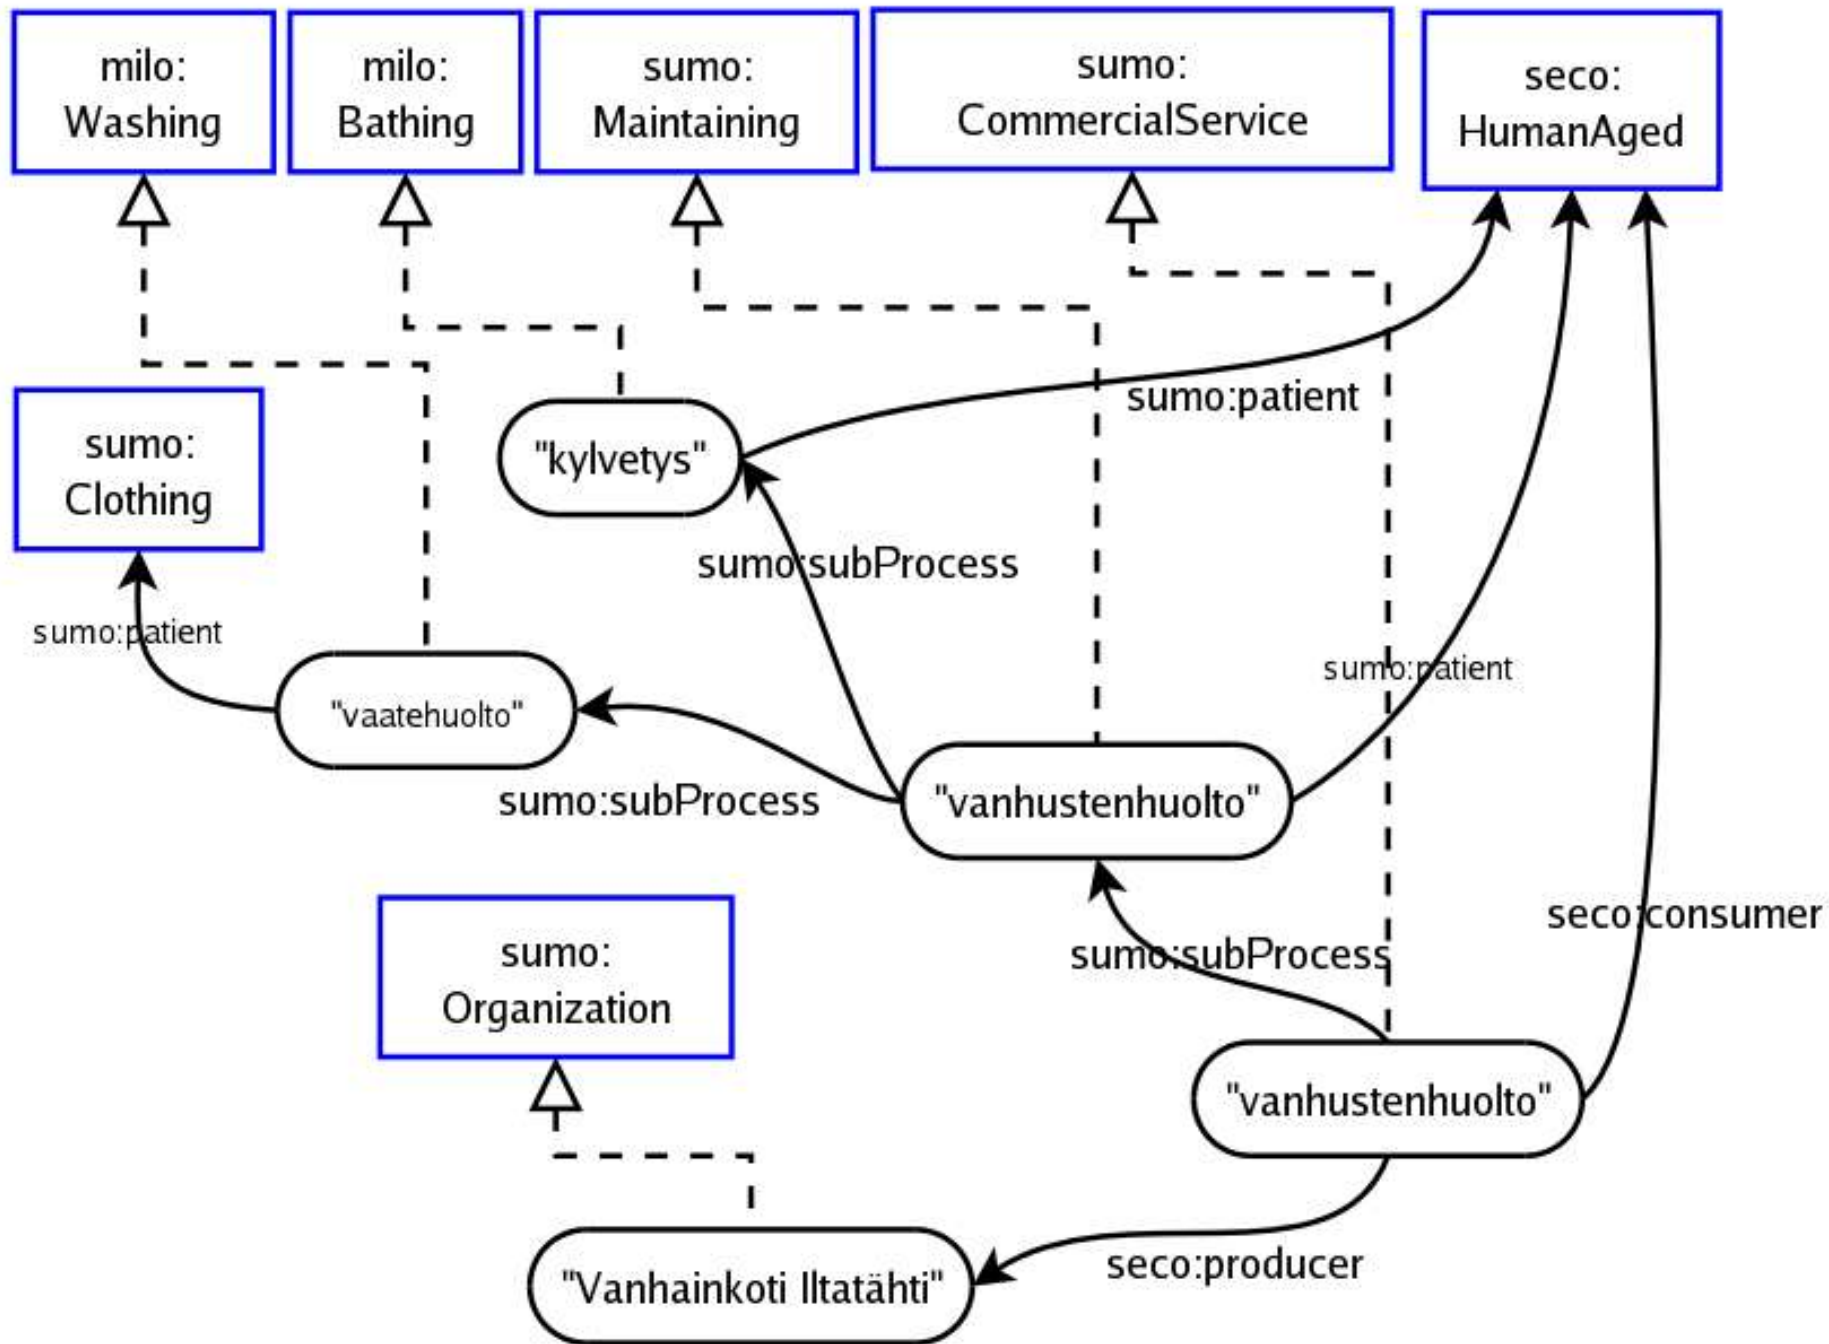 milo:
Washing
milo:
Bathing
sumo:
Maintaining
sumo:
CommercialService
seco:
HumanAged
sumo:patient
sumo:
Clothing
"kylvetys"
sumo:subProcess
sumo:patient
sumo:patient
"vaatehuolto"
sumo:subProcess
"vanhustenhuolto"
seco:consumer
sumo:
Organization
sumo:subProcess
"vanhustenhuolto"
"Vanhainkoti Iltatähti"
seco:producer